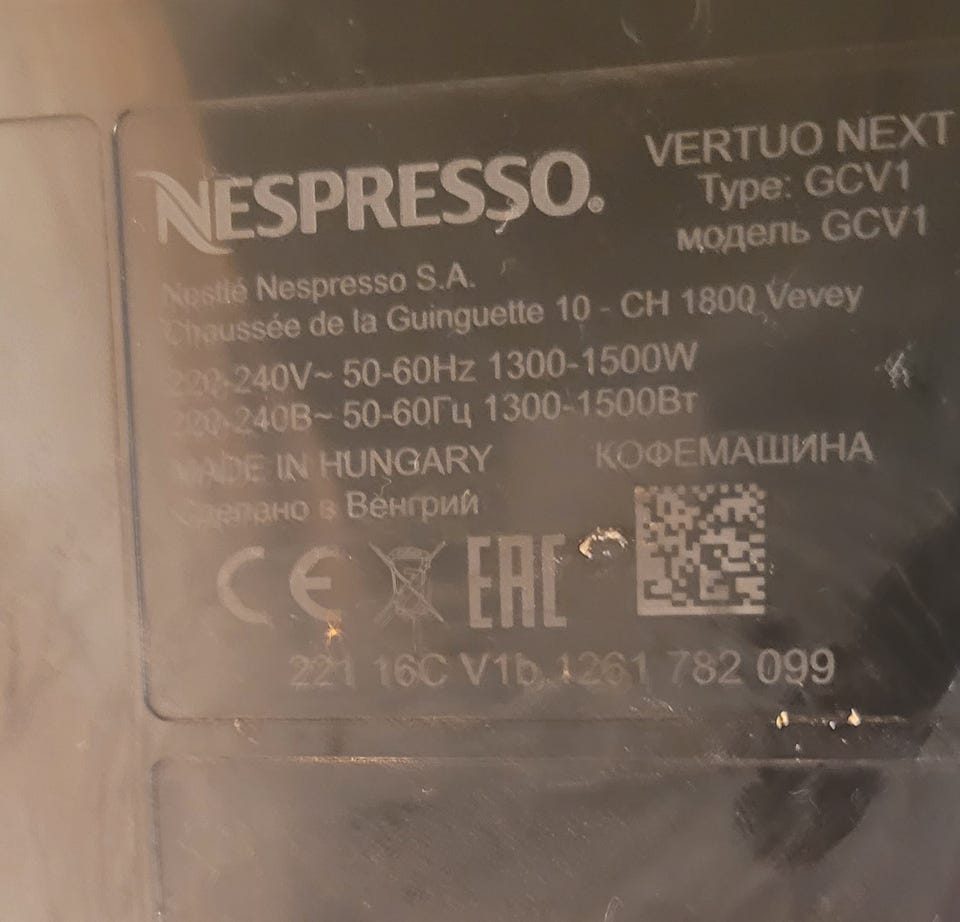 NESPRESSO.
VERTUO NEXT
Type: GCV1
модель GCV1
Nestlé Nespresso S.A.
Chaussée de la Guinguette 10 - CH 1800 Vevey
220-240V~ 50-60Hz 1300-1500W
220-240В~ 50-60Гц 1300-1500Вт
MADE IN HUNGARY
КОФЕМАШИНА
Сделано в Венгрий
CE
EAC
221 16C V1b 1261 782 099